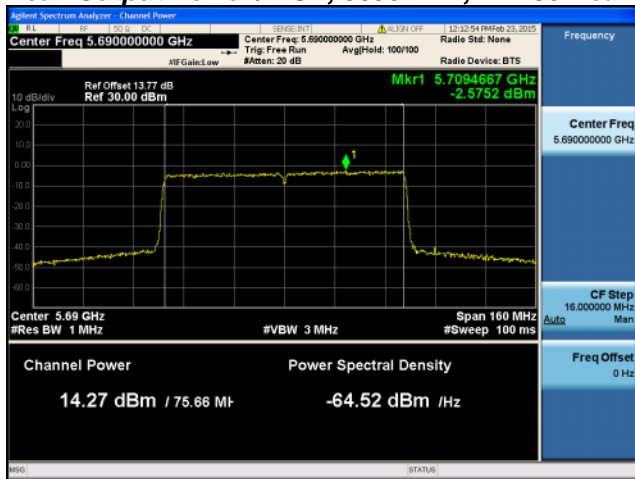 Agilent Spectrum Analyzer - Channel Power
RL RF 50 Ω DC SENSE:INT ALIGN OFF 12:12:54 PM Feb 23, 2015
Center Freq 5.690000000 GHz
Center Freq: 5.690000000 GHz
Radio Std: None
Trig: Free Run Avg|Hold: 100/100
#IFGain:Low #Atten: 20 dB Radio Device: BTS
Mkr1 5.7094667 GHz
-2.5752 dBm
Ref Offset 13.77 dB
10 dB/div Ref 30.00 dBm
Log
20.0
10.0
0.00
-10.0
-20.0
-30.0
-40.0
-50.0
-60.0
1
Center 5.69 GHz Span 160 MHz
#Res BW 1 MHz #VBW 3 MHz #Sweep 100 ms
Channel Power Power Spectral Density
14.27 dBm / 75.66 MH -64.52 dBm /Hz
MSG STATUS
Frequency
Center Freq
5.690000000 GHz
CF Step
16.000000 MHz
Auto Man
Freq Offset
0 Hz